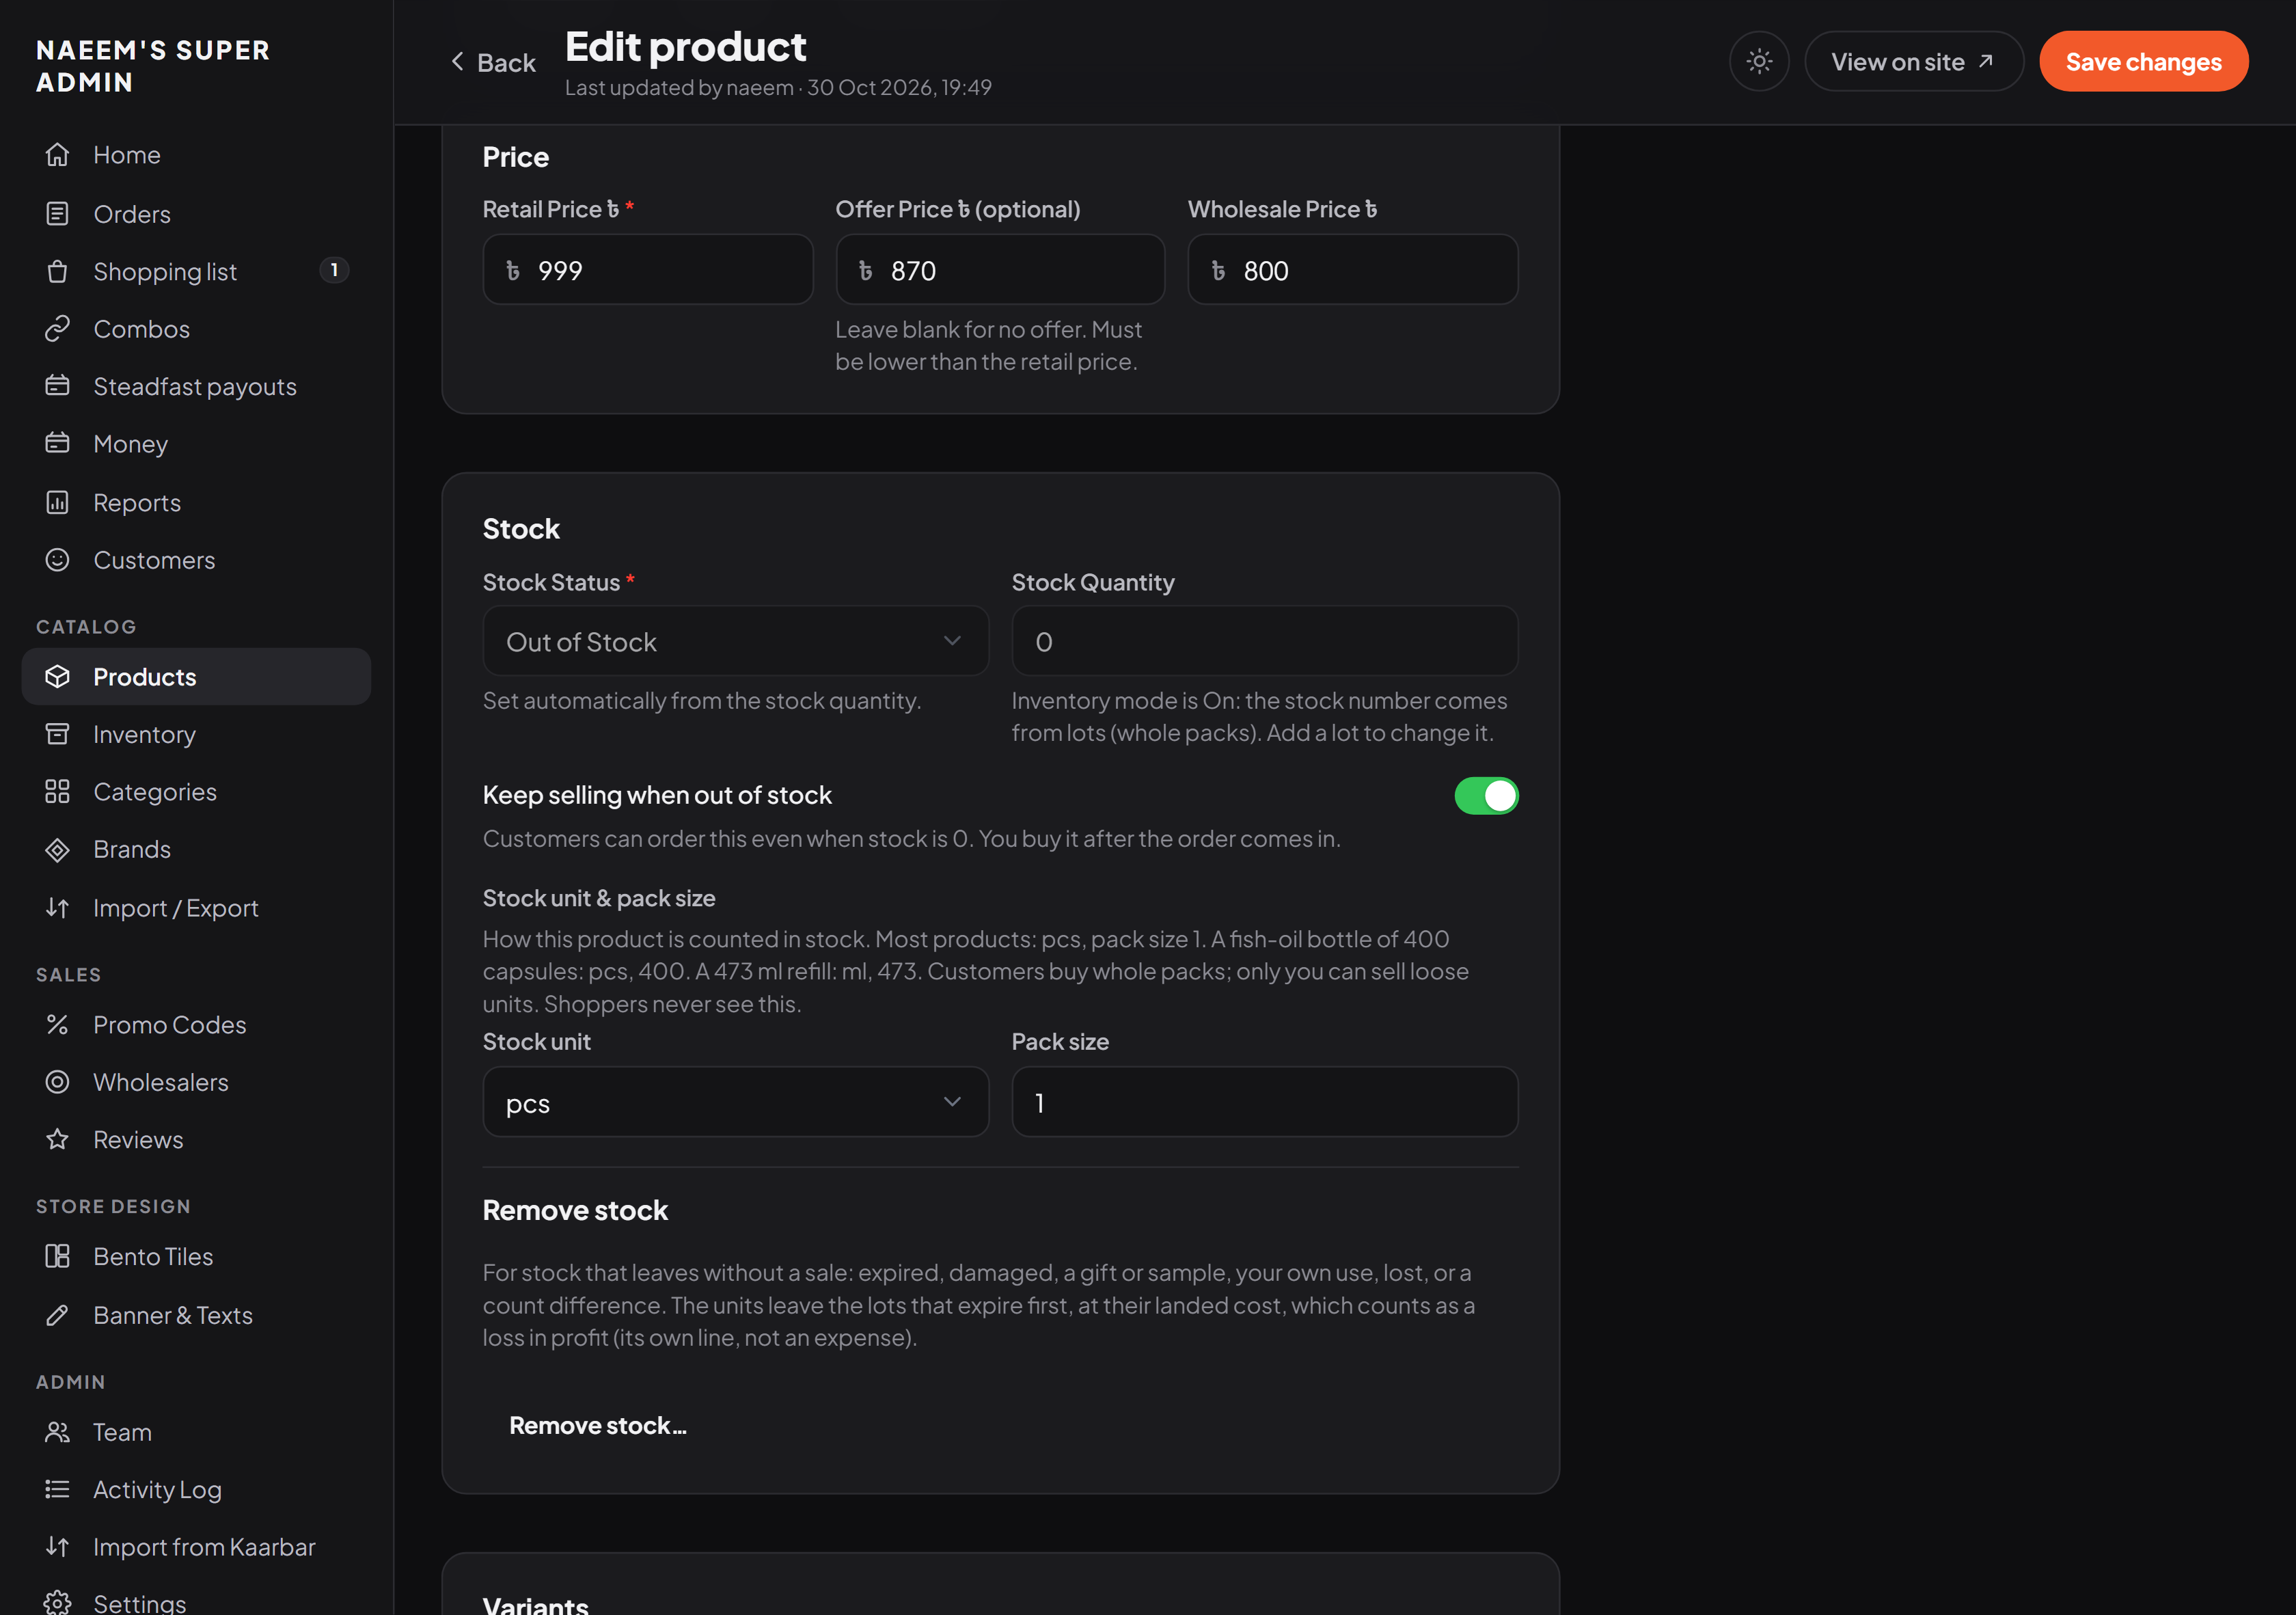 NAEEM'S SUPER
ADMIN
Home
Orders
Shopping list 1
Combos
Steadfast payouts
Money
Reports
Customers
CATALOG
Products
Inventory
Categories
Brands
Import / Export
SALES
Promo Codes
Wholesalers
Reviews
STORE DESIGN
Bento Tiles
Banner & Texts
ADMIN
Team
Activity Log
Import from Kaarbar
Settings
Back
Edit product
Last updated by naeem · 30 Oct 2026, 19:49
View on site
Save changes
Price
Retail Price ৳ *
Offer Price ৳ (optional)
Wholesale Price ৳
৳ 999
৳ 870
৳ 800
Leave blank for no offer. Must
be lower than the retail price.
Stock
Stock Status *
Stock Quantity
Out of Stock
0
Set automatically from the stock quantity.
Inventory mode is On: the stock number comes
from lots (whole packs). Add a lot to change it.
Keep selling when out of stock
Customers can order this even when stock is 0. You buy it after the order comes in.
Stock unit & pack size
How this product is counted in stock. Most products: pcs, pack size 1. A fish-oil bottle of 400
capsules: pcs, 400. A 473 ml refill: ml, 473. Customers buy whole packs; only you can sell loose
units. Shoppers never see this.
Stock unit
Pack size
pcs
1
Remove stock
For stock that leaves without a sale: expired, damaged, a gift or sample, your own use, lost, or a
count difference. The units leave the lots that expire first, at their landed cost, which counts as a
loss in profit (its own line, not an expense).
Remove stock…
Variants